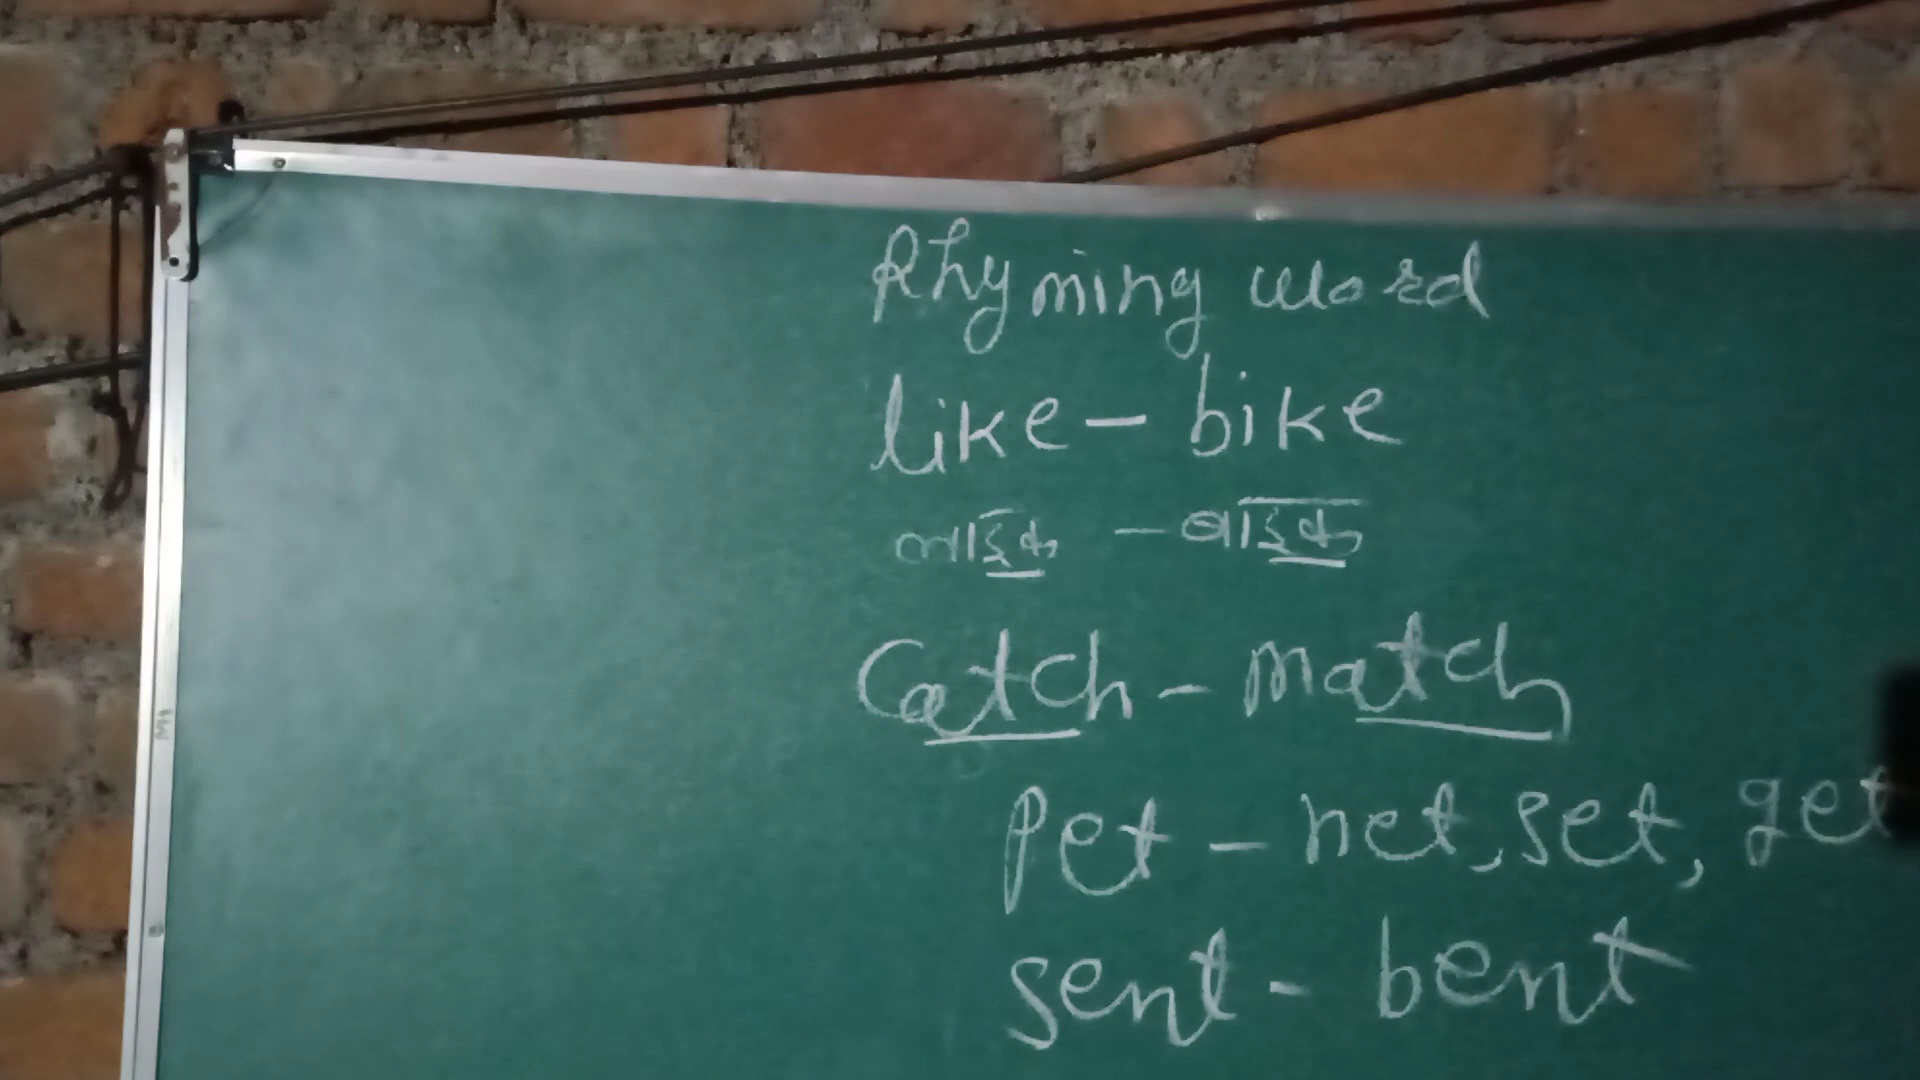 Rhyming word
like - bike
লাইক - বাইক
Catch - match
Pet - net, set, get
sent - bent